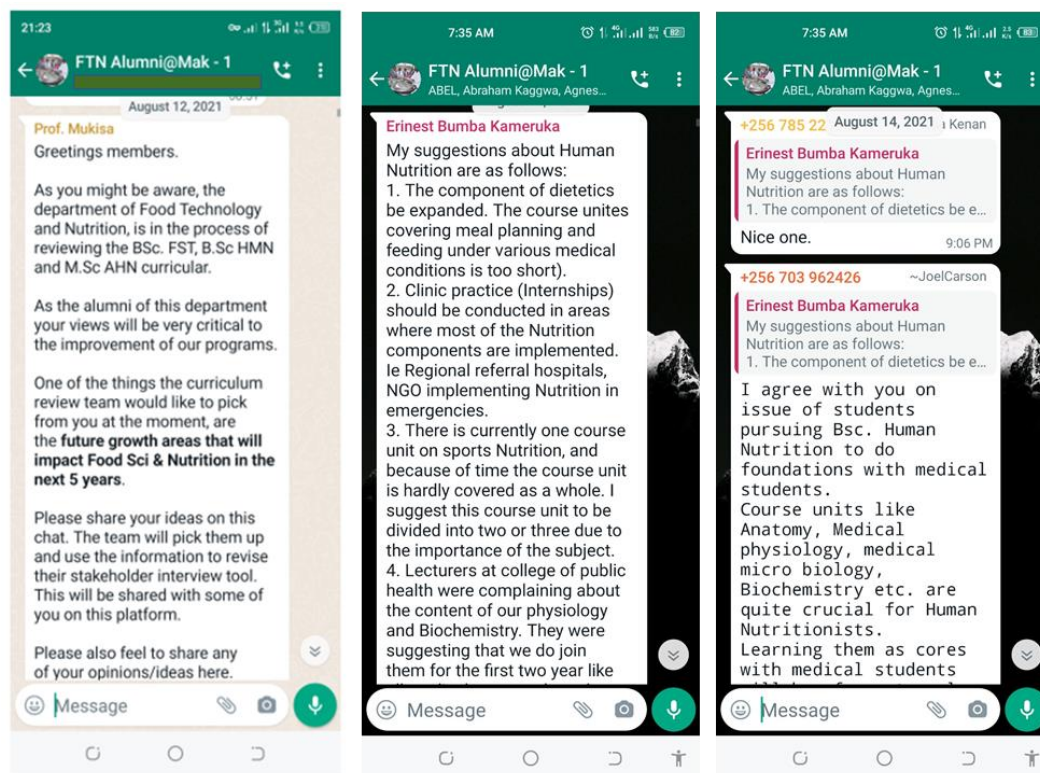 21:23
FTN Alumni@Mak - 1
August 12, 2021
Prof. Mukisa
Greetings members.
As you might be aware, the
department of Food Technology
and Nutrition, is in the process of
reviewing the BSc. FST, B.Sc HMN
and M.Sc AHN curricular.
As the alumni of this department
your views will be very critical to
the improvement of our programs.
One of the things the curriculum
review team would like to pick
from you at the moment, are
the future growth areas that will
impact Food Sci & Nutrition in the
next 5 years.
Please share your ideas on this
chat. The team will pick them up
and use the information to revise
their stakeholder interview tool.
This will be shared with some of
you on this platform.
Please also feel to share any
of your opinions/ideas here.
Message
7:35 AM
FTN Alumni@Mak - 1
ABEL, Abraham Kaggwa, Agnes...
Erinest Bumba Kameruka
My suggestions about Human
Nutrition are as follows:
1. The component of dietetics
be expanded. The course unites
covering meal planning and
feeding under various medical
conditions is too short).
2. Clinic practice (Internships)
should be conducted in areas
where most of the Nutrition
components are implemented.
Ie Regional referral hospitals,
NGO implementing Nutrition in
emergencies.
3. There is currently one course
unit on sports Nutrition, and
because of time the course unit
is hardly covered as a whole. I
suggest this course unit to be
divided into two or three due to
the importance of the subject.
4. Lecturers at college of public
health were complaining about
the content of our physiology
and Biochemistry. They were
suggesting that we do join
them for the first two year like
Message
7:35 AM
FTN Alumni@Mak - 1
ABEL, Abraham Kaggwa, Agnes...
+256 785 22
August 14, 2021
Kenan
Erinest Bumba Kameruka
My suggestions about Human
Nutrition are as follows:
1. The component of dietetics be e...
Nice one.
9:06 PM
+256 703 962426
~JoelCarson
Erinest Bumba Kameruka
My suggestions about Human
Nutrition are as follows:
1. The component of dietetics be e...
I agree with you on
issue of students
pursuing Bsc. Human
Nutrition to do
foundations with medical
students.
Course units like
Anatomy, Medical
physiology, medical
micro biology,
Biochemistry etc. are
quite crucial for Human
Nutritionists.
Learning them as cores
with medical students
Message